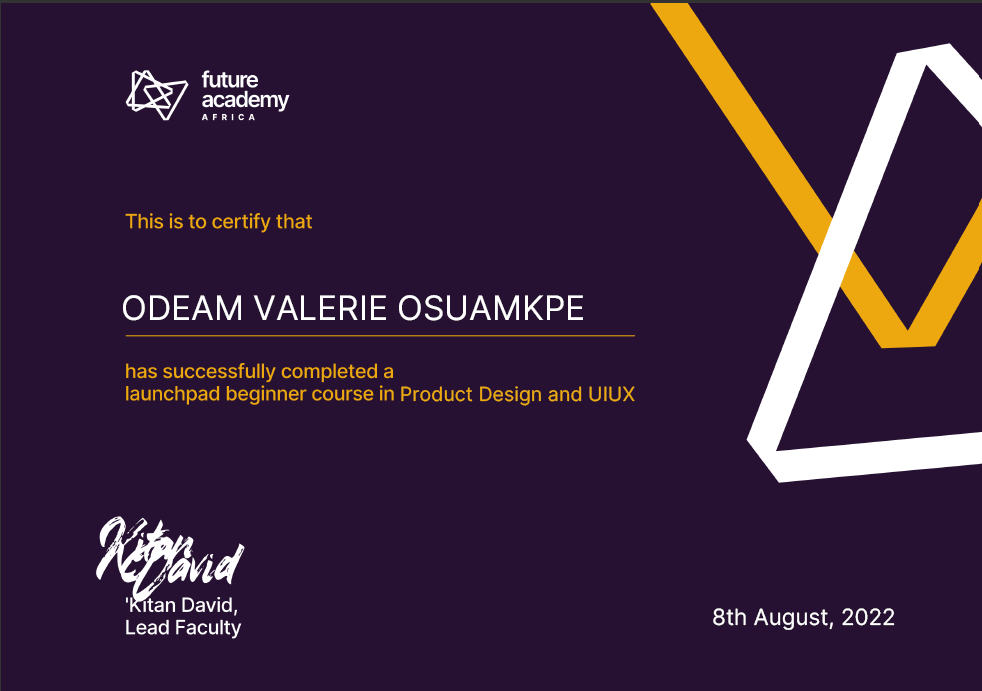 future
academy
AFRICA
This is to certify that
ODEAM VALERIE OSUAMKPE
has successfully completed a
launchpad beginner course in Product Design and UIUX
Kitan
David
'Kitan David,
Lead Faculty
8th August, 2022